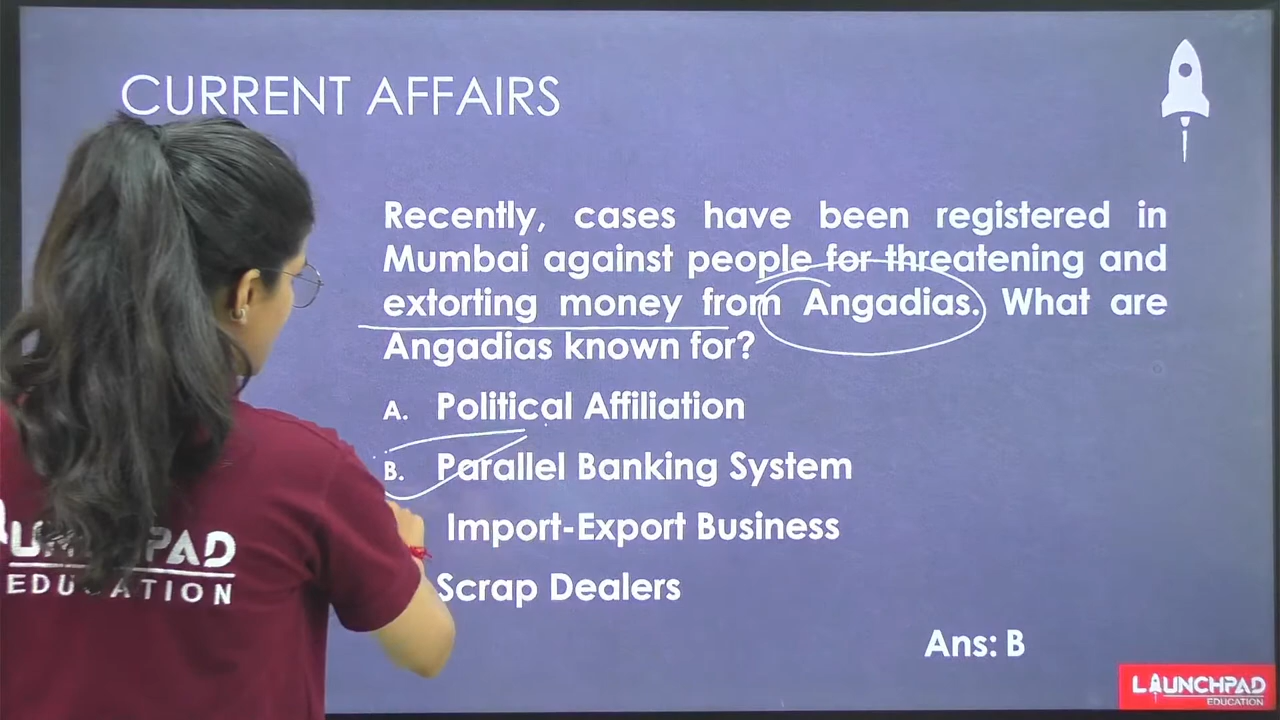 CURRENT AFFAIRS
Recently, cases have been registered in
Mumbai against people for threatening and
extorting money from Angadias. What are
Angadias known for?
A. Political Affiliation
B. Parallel Banking System
Import-Export Business
Scrap Dealers
Ans: B
LAUNCHPAD
EDUCATION
EDUCATION